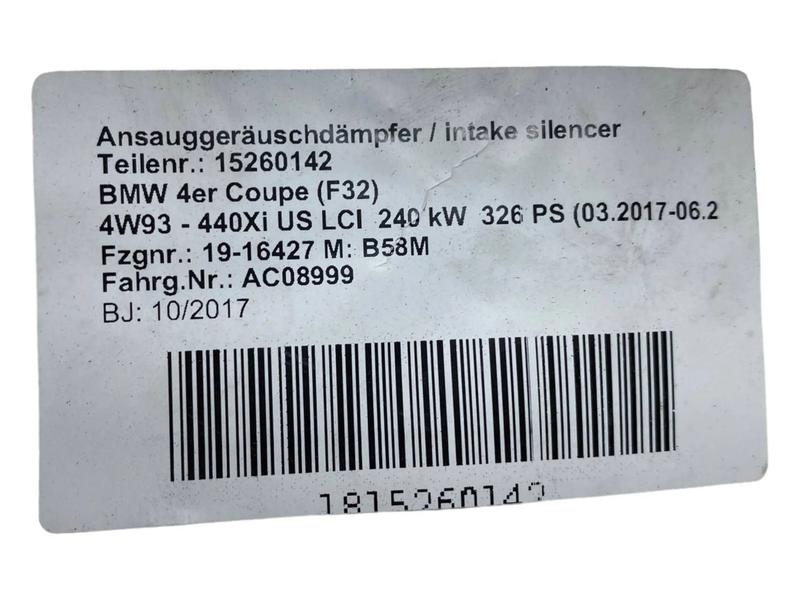 Ansauggeräuschdämpfer / intake silencer
Teilenr.: 15260142
BMW 4er Coupe (F32)
4W93 - 440Xi US LCI 240 kW 326 PS (03.2017-06.2
Fzgnr.: 19-16427 M: B58M
Fahrg.Nr.: AC08999
BJ: 10/2017
1815260142